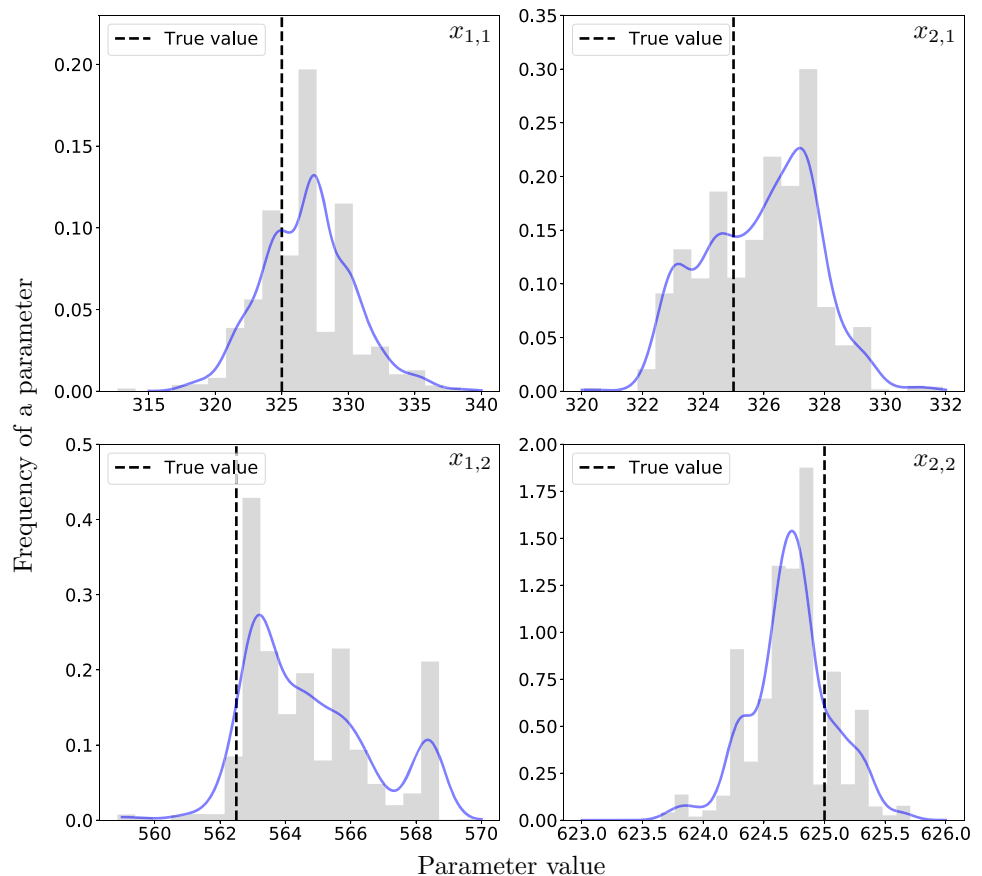 True value
x1,1
0.20
0.15
0.10
0.05
0.00
315 320 325 330 335 340
True value
x2,1
0.35
0.30
0.25
0.20
0.15
0.10
0.05
0.00
320 322 324 326 328 330 332
True value
x1,2
0.5
0.4
0.3
0.2
0.1
0.0
560 562 564 566 568 570
True value
x2,2
2.00
1.75
1.50
1.25
1.00
0.75
0.50
0.25
0.00
623.0 623.5 624.0 624.5 625.0 625.5 626.0
Frequency of a parameter
Parameter value